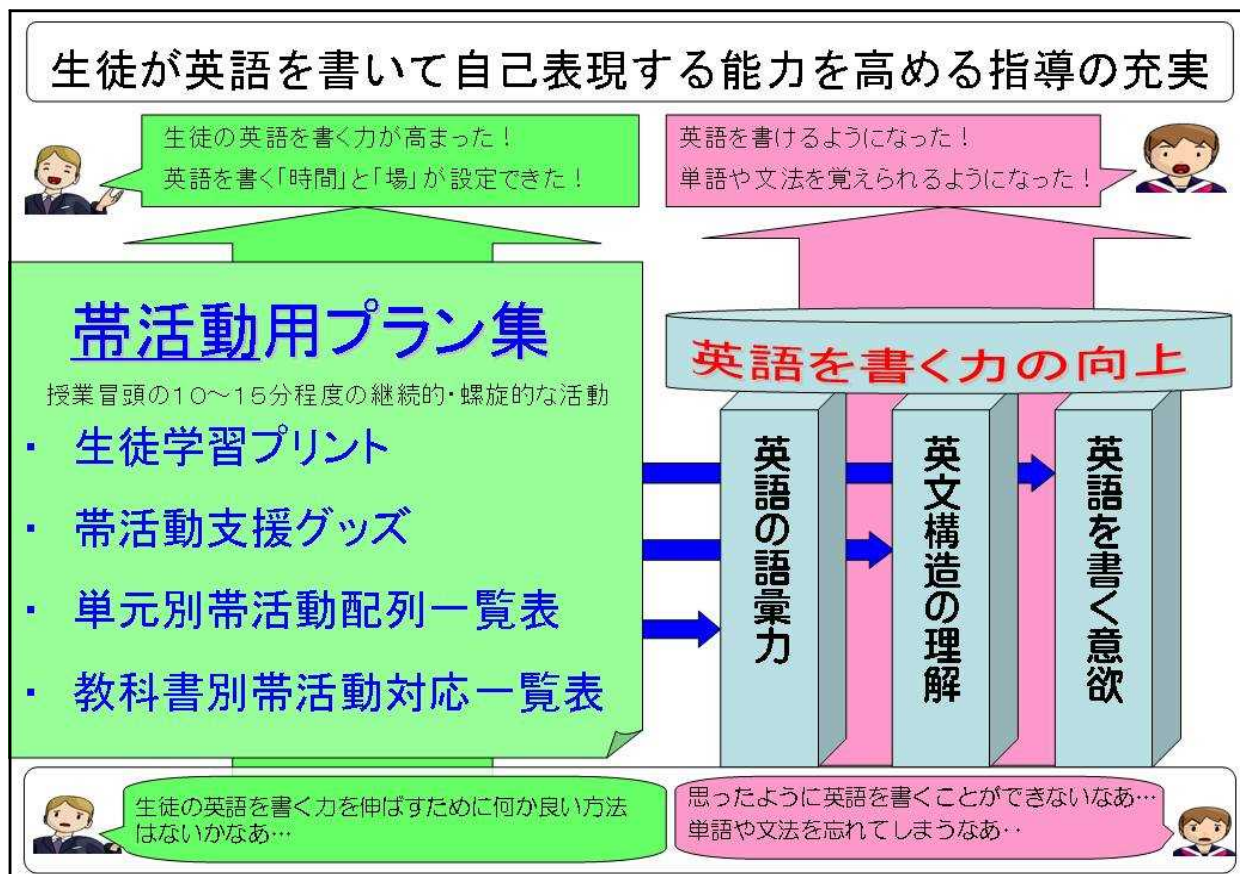 生徒が英語を書いて自己表現する能力を高める指導の充実
生徒の英語を書く力が高まった！
英語を書く「時間」と「場」が設定できた！
英語を書けるようになった！
単語や文法を覚えられるようになった！
帯活動用プラン集
授業冒頭の10～15分程度の継続的・螺旋的な活動
・ 生徒学習プリント
・ 帯活動支援グッズ
・ 単元別帯活動配列一覧表
・ 教科書別帯活動対応一覧表
英語を書く力の向上
英語の語彙力
英文構造の理解
英語を書く意欲
生徒の英語を書く力を伸ばすために何か良い方法
はないかなあ…
思ったように英語を書くことができないなあ…
単語や文法を忘れてしまうなあ‥